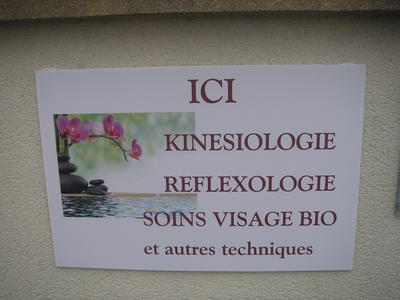 ICI
KINESIOLOGIE
REFLEXOLOGIE
SOINS VISAGE BIO
et autres techniques